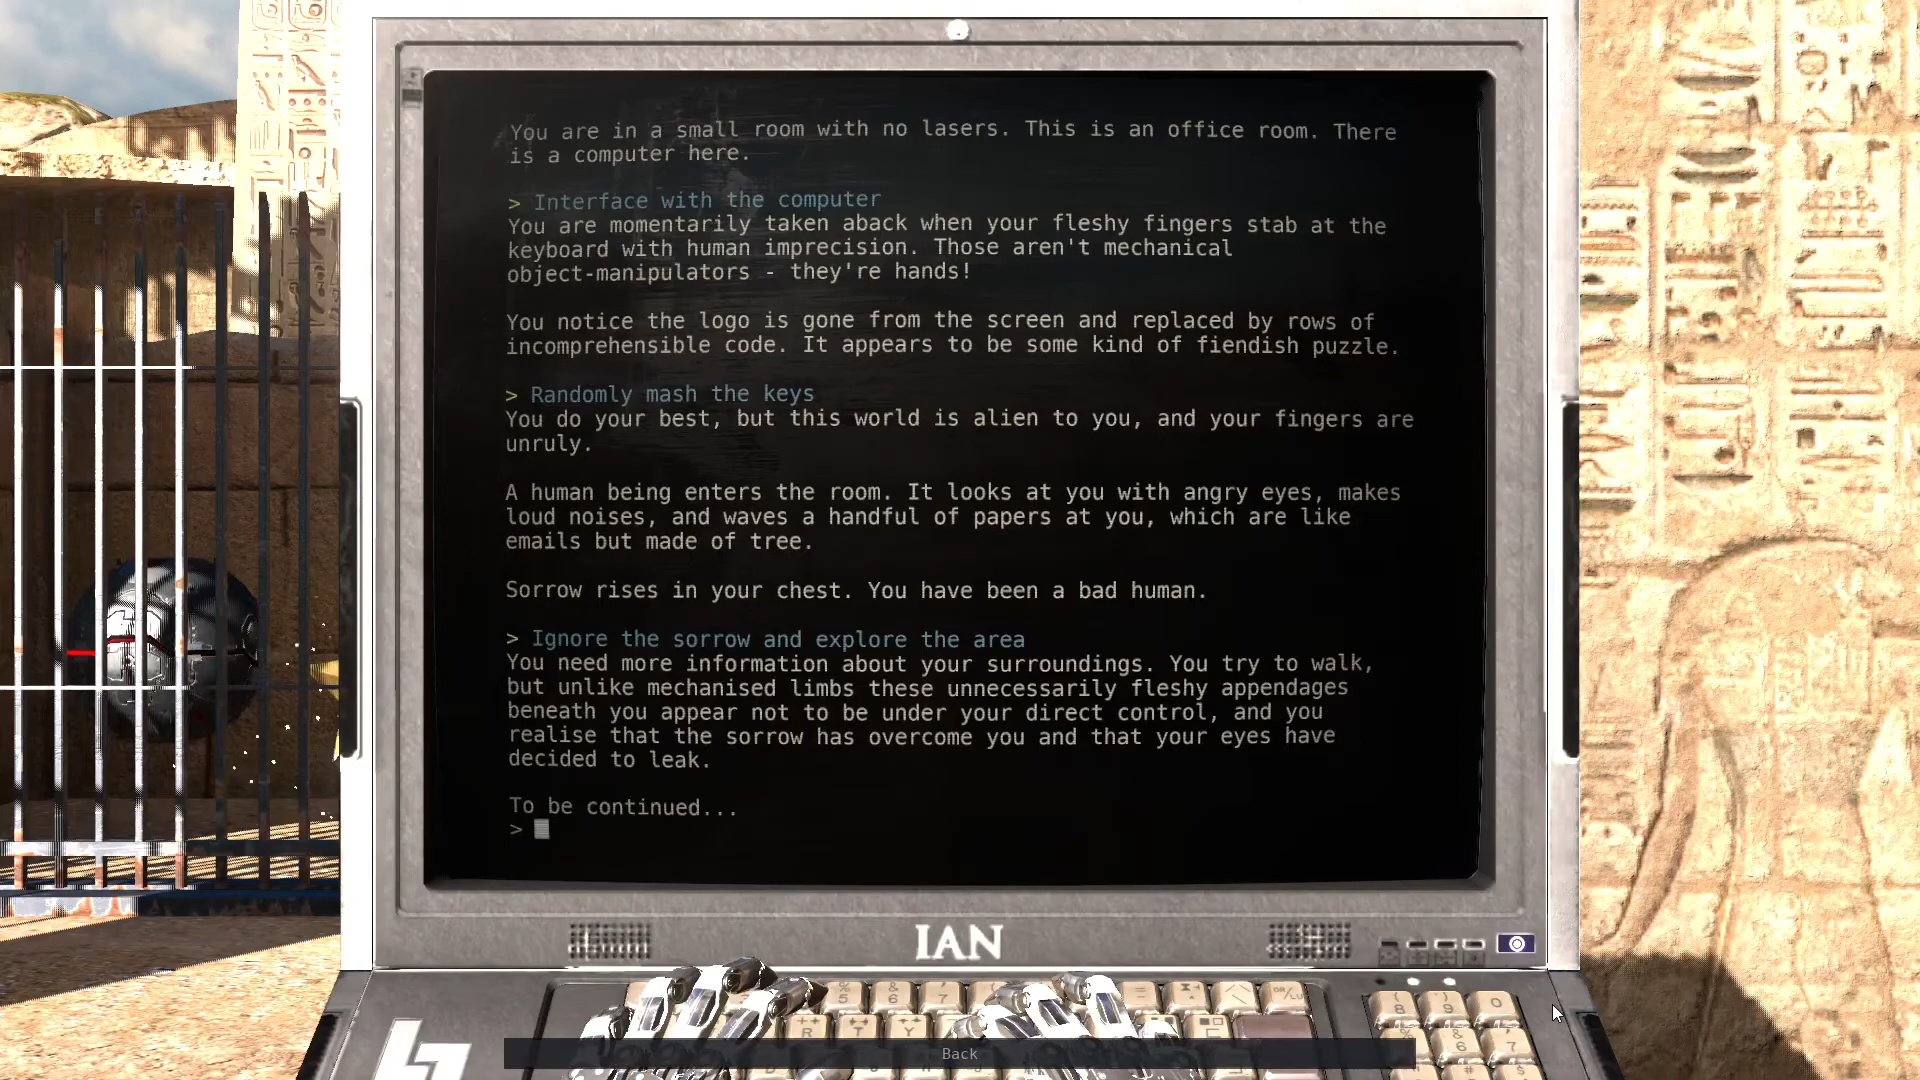 You are in a small room with no lasers. This is an office room. There
is a computer here.
> Interface with the computer
You are momentarily taken aback when your fleshy fingers stab at the
keyboard with human imprecision. Those aren't mechanical
object-manipulators - they're hands!
You notice the logo is gone from the screen and replaced by rows of
incomprehensible code. It appears to be some kind of fiendish puzzle.
> Randomly mash the keys
You do your best, but this world is alien to you, and your fingers are
unruly.
A human being enters the room. It looks at you with angry eyes, makes
loud noises, and waves a handful of papers at you, which are like
emails but made of tree.
Sorrow rises in your chest. You have been a bad human.
> Ignore the sorrow and explore the area
You need more information about your surroundings. You try to walk,
but unlike mechanised limbs these unnecessarily fleshy appendages
beneath you appear not to be under your direct control, and you
realise that the sorrow has overcome you and that your eyes have
decided to leak.
To be continued...
>
IAN
Back